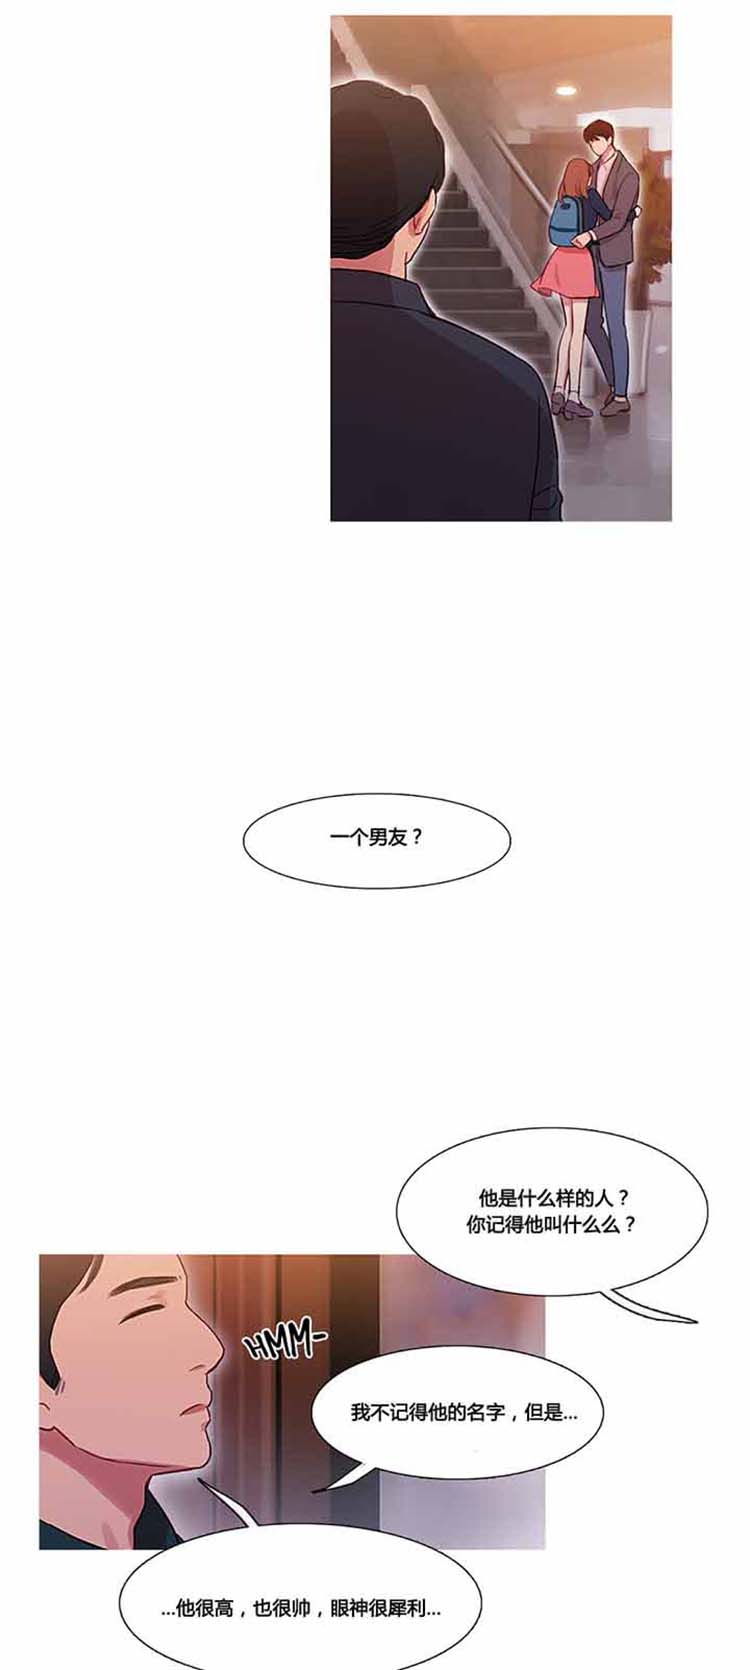 一个男友？
他是什么样的人？
你记得他叫什么么？
HMM-
我不记得他的名字，但是...
...他很高，也很帅，眼神很犀利...